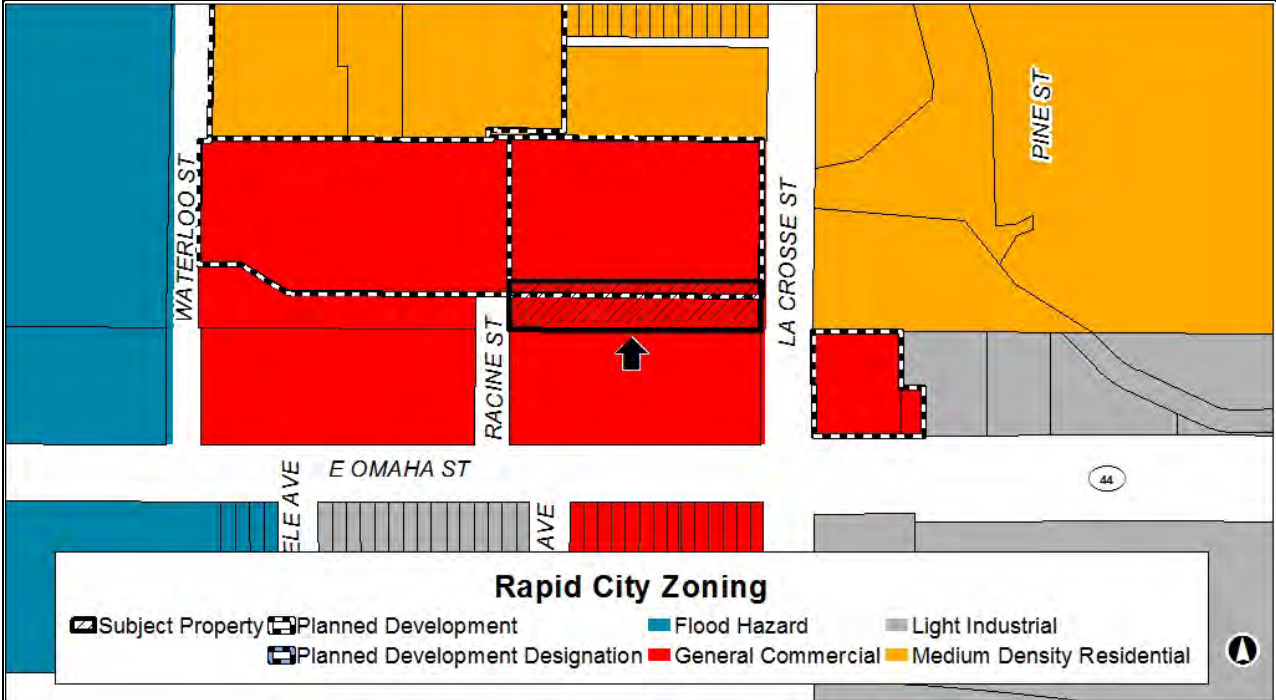 PINE ST
WATERLOO ST
LA CROSSE ST
RACINE ST
E OMAHA ST
44
ELE AVE
AVE
Rapid City Zoning
Subject Property
Planned Development
Flood Hazard
Light Industrial
Planned Development Designation
General Commercial
Medium Density Residential